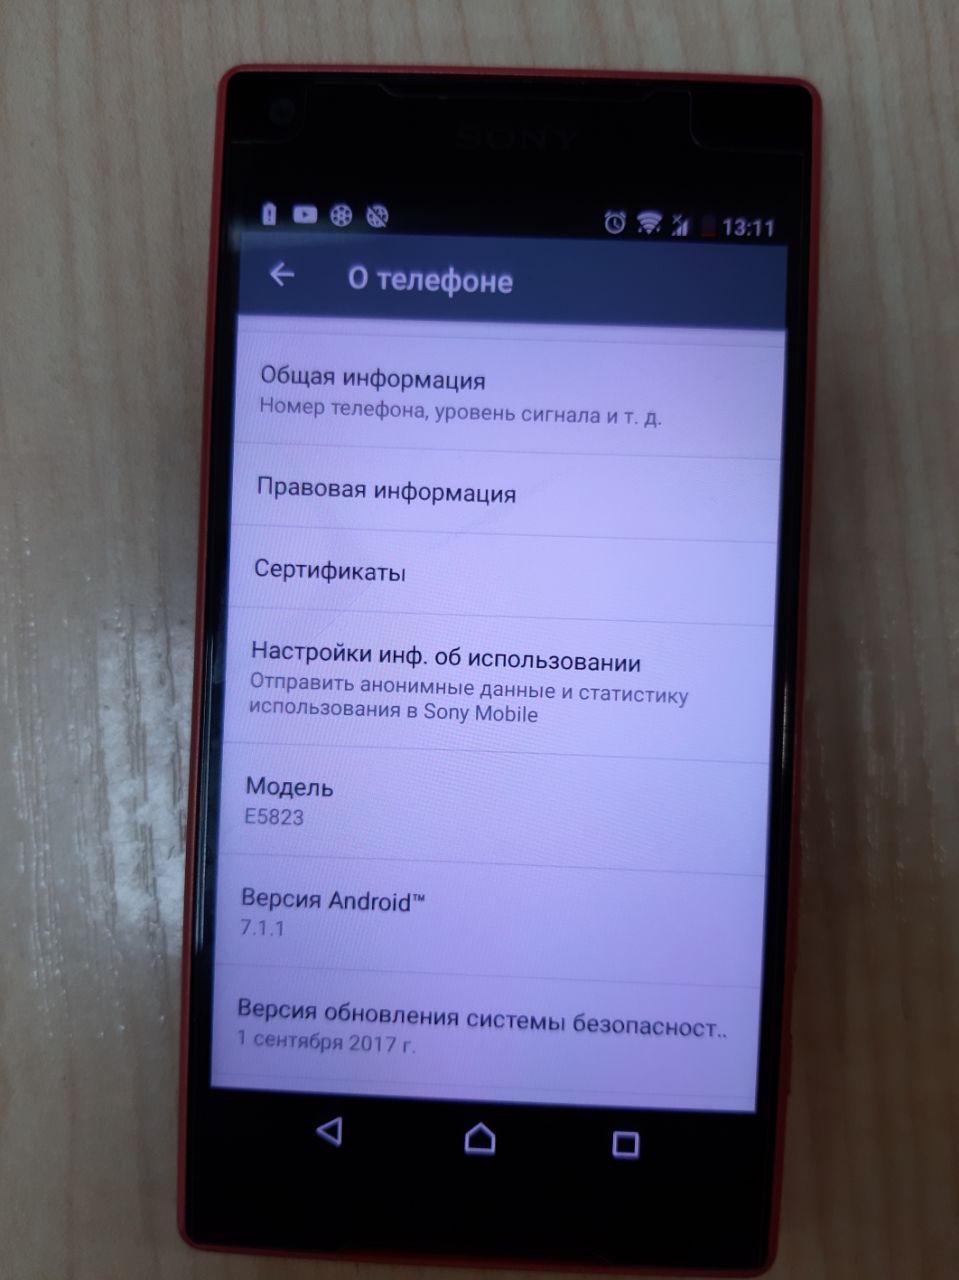 SONY
13:11
О телефоне
Общая информация
Номер телефона, уровень сигнала и т. д.
Правовая информация
Сертификаты
Настройки инф. об использовании
Отправить анонимные данные и статистику
использования в Sony Mobile
Модель
E5823
Версия Android™
7.1.1
Версия обновления системы безопасност..
1 сентября 2017 г.